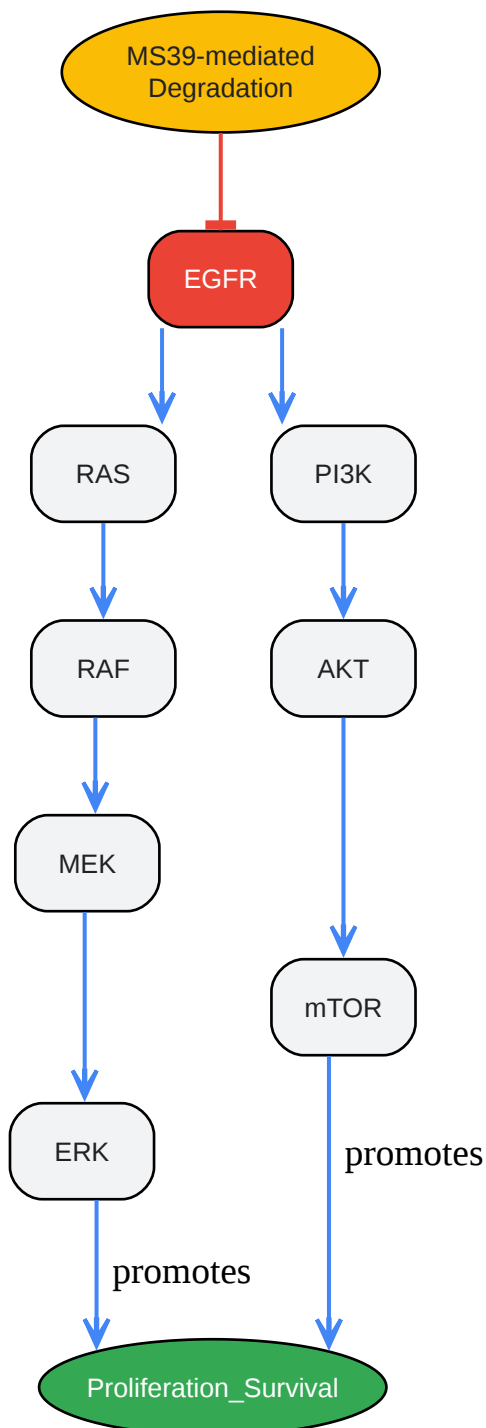 MS39-mediated
Degradation
EGFR
RAS
PI3K
RAF
AKT
MEK
mTOR
ERK
promotes
promotes
Proliferation_Survival